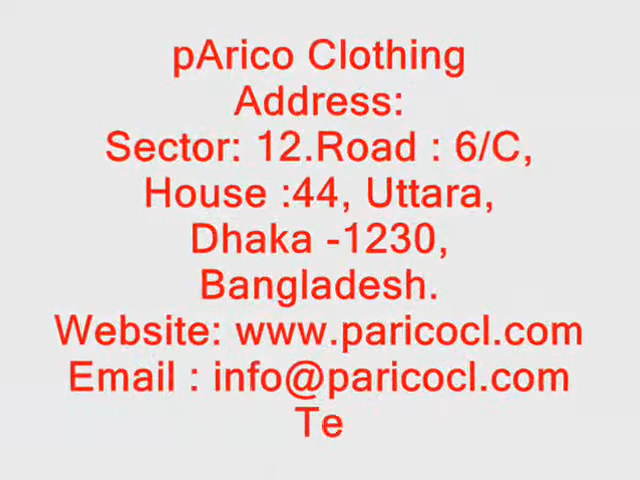 pArico Clothing
Address:
Sector: 12.Road : 6/C,
House :44, Uttara,
Dhaka -1230,
Bangladesh.
Website: www.paricocl.com
Email : info@paricocl.com
Te